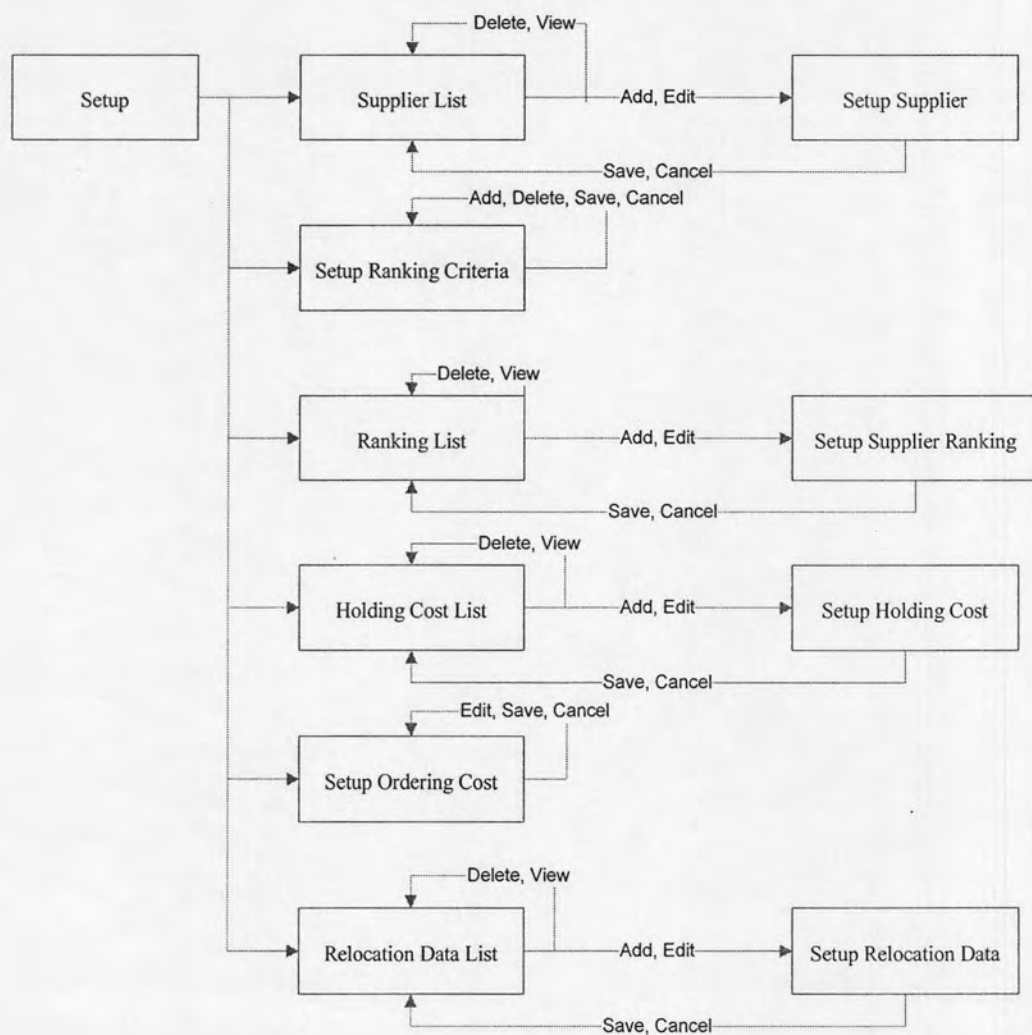 Delete, View
Setup
Supplier List
Add, Edit
Setup Supplier
Save, Cancel
Add, Delete, Save, Cancel
Setup Ranking Criteria
Delete, View
Ranking List
Add, Edit
Setup Supplier Ranking
Save, Cancel
Delete, View
Holding Cost List
Add, Edit
Setup Holding Cost
Save, Cancel
Edit, Save, Cancel
Setup Ordering Cost
Delete, View
Relocation Data List
Add, Edit
Setup Relocation Data
Save, Cancel